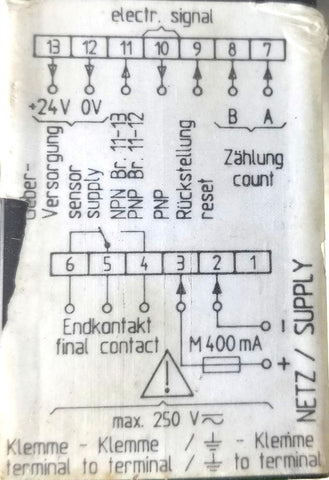 electr. signal
13 12 11 10 9 8 7
+24V 0V
B A
Geber-
Versorgung
sensor
supply
NPN Br. 11-13
PNP Br. 11-12
PNP
Rückstellung
reset
Zählung
count
6 5 4 3 2 1
Endkontakt
final contact
M 400 mA
-
+
NETZ / SUPPLY
max. 250 V
Klemme - Klemme / - Klemme
terminal to terminal / to terminal